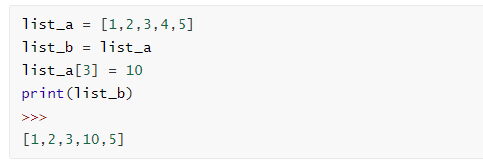 list_a = [1,2,3,4,5]
list_b = list_a
list_a[3] = 10
print(list_b)
>>>
[1,2,3,10,5]